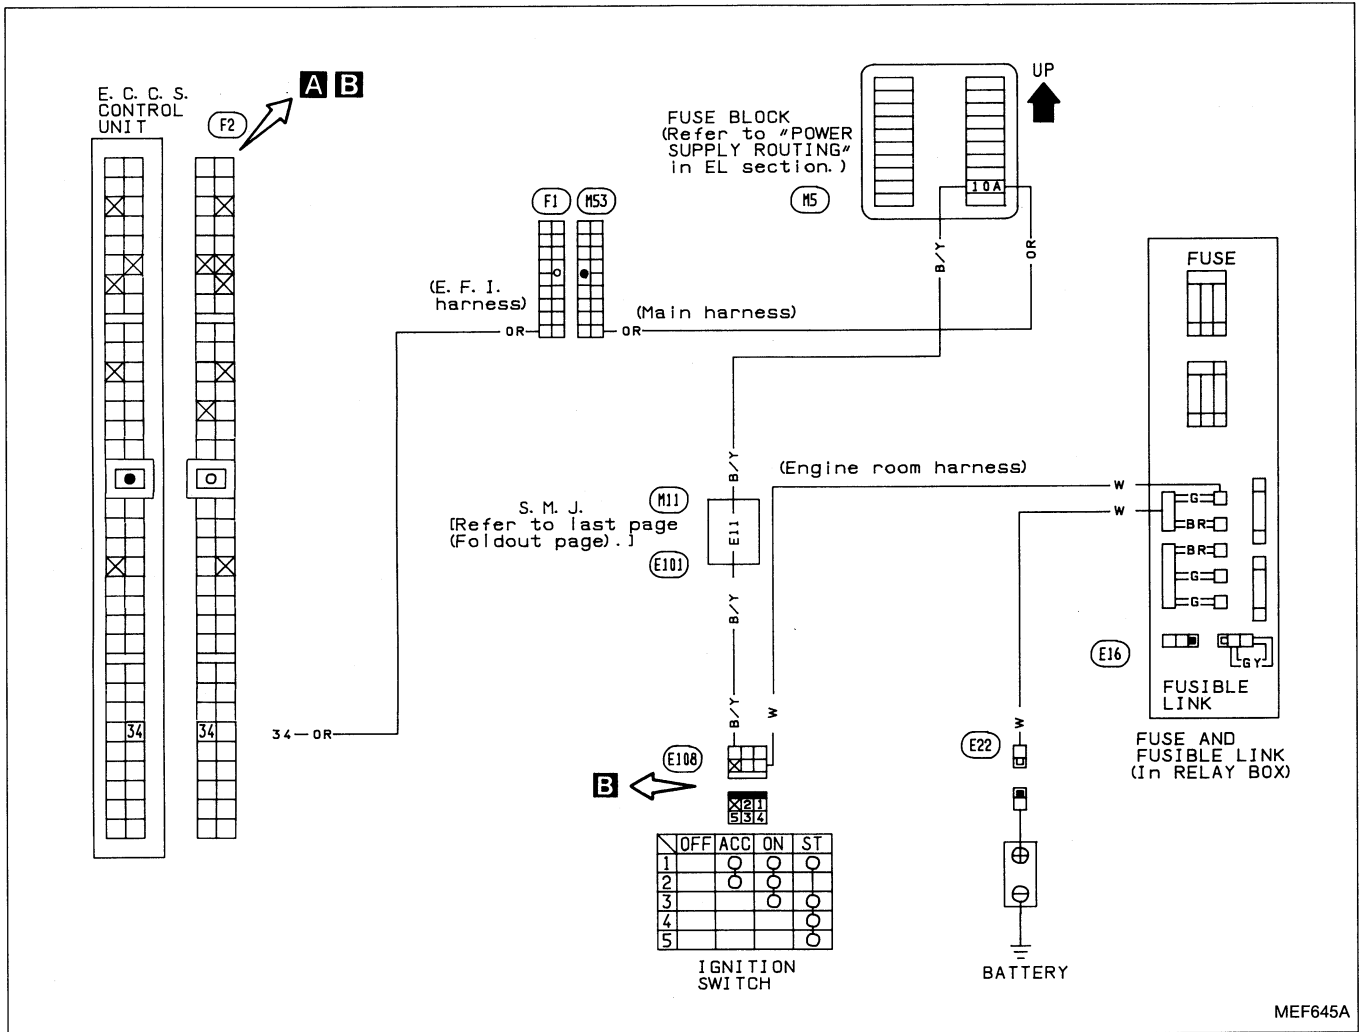 E. C. C. S.
CONTROL
UNIT
F2
A B
FUSE BLOCK
(Refer to "POWER
SUPPLY ROUTING"
in EL section.)
M5
UP
10A
B/Y
OR
F1
M53
(E. F. I.
harness)
OR
OR
(Main harness)
FUSE
B/Y
(Engine room harness)
W
W
G
BR
BR
G
G
M11
S. M. J.
[Refer to last page
(Foldout page).]
E11
E101
B/Y
E16
GY
FUSIBLE
LINK
34
34
34
OR
B/Y
W
W
E108
E22
FUSE AND
FUSIBLE LINK
(In RELAY BOX)
B
2 1
5 3 4
OFF ACC ON ST
1
2
3
4
5
IGNITION
SWITCH
BATTERY
MEF645A